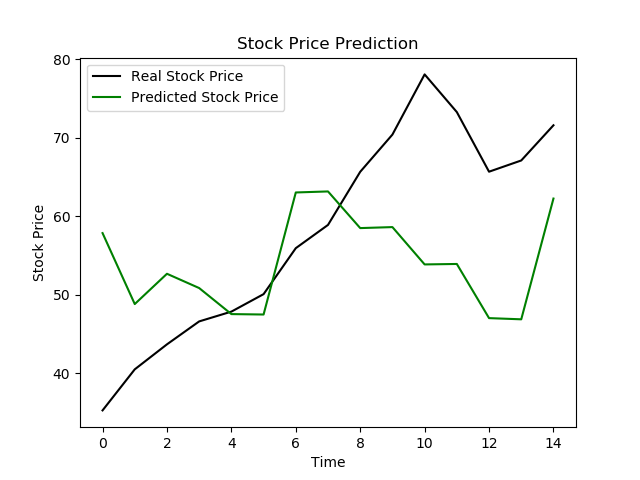 Stock Price Prediction
Real Stock Price
Predicted Stock Price
Stock Price
80
70
60
50
40
0 2 4 6 8 10 12 14
Time